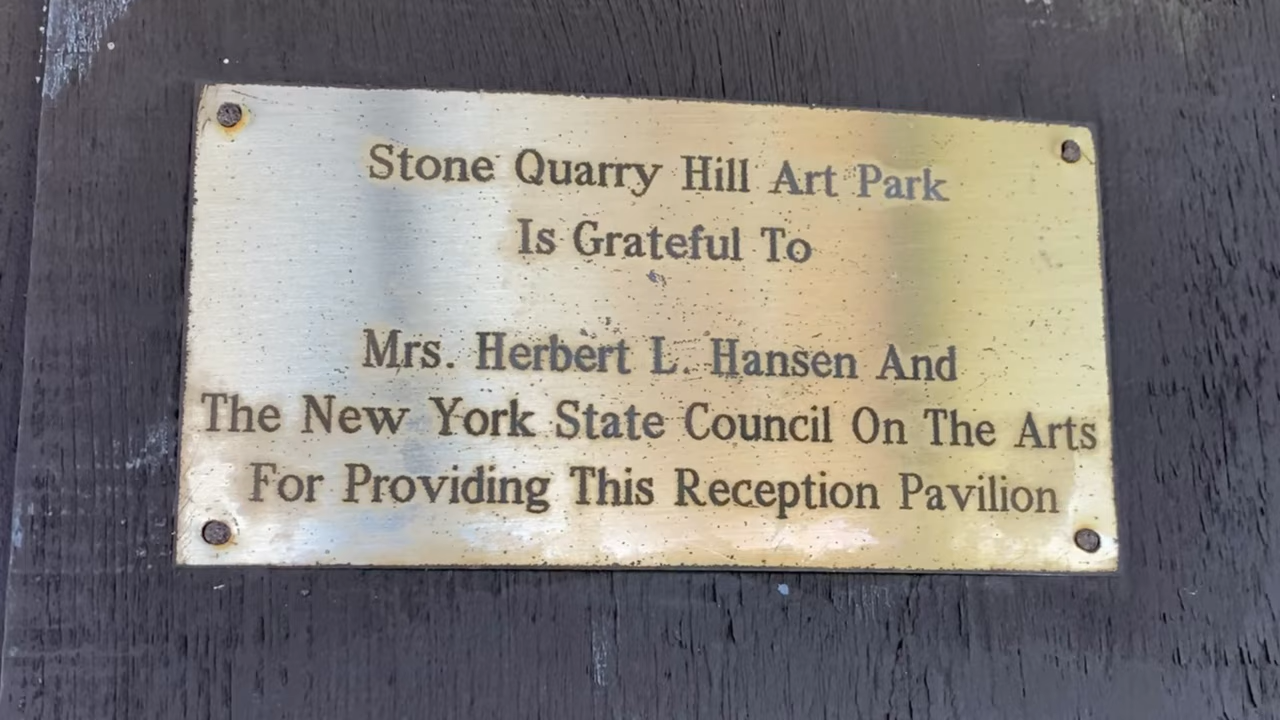 Stone Quarry Hill Art Park
Is Grateful To
Mrs. Herbert L. Hansen And
The New York State Council On The Arts
For Providing This Reception Pavilion